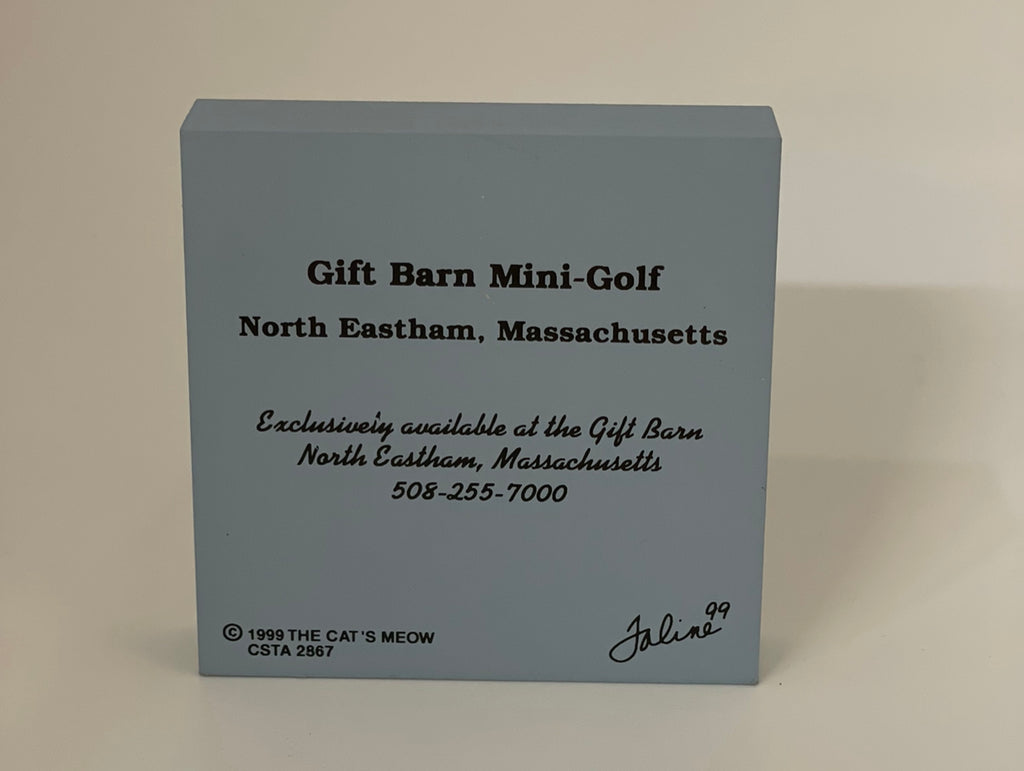 Gift Barn Mini-Golf
North Eastham, Massachusetts
Exclusively available at the Gift Barn
North Eastham, Massachusetts
508-255-7000
© 1999 THE CAT'S MEOW
CSTA 2867
Faline 99